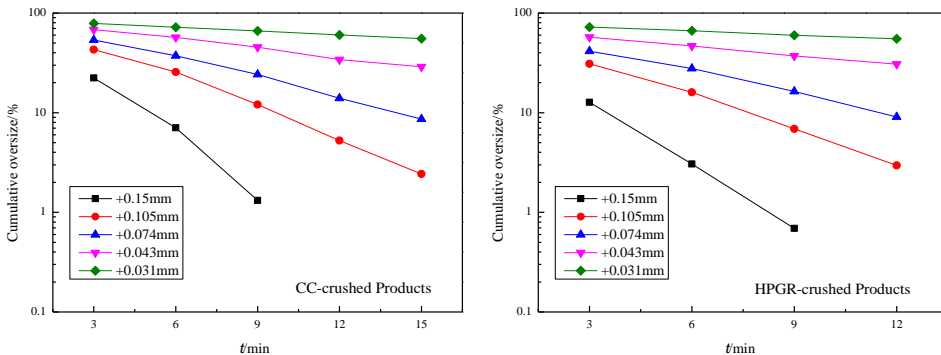 100
10
1
0.1
Cumulative oversize/%
+0.15mm
+0.105mm
+0.074mm
+0.043mm
+0.031mm
CC-crushed Products
3 6 9 12 15
t/min
100
10
1
0.1
Cumulative oversize/%
+0.15mm
+0.105mm
+0.074mm
+0.043mm
+0.031mm
HPGR-crushed Products
3 6 9 12
t/min